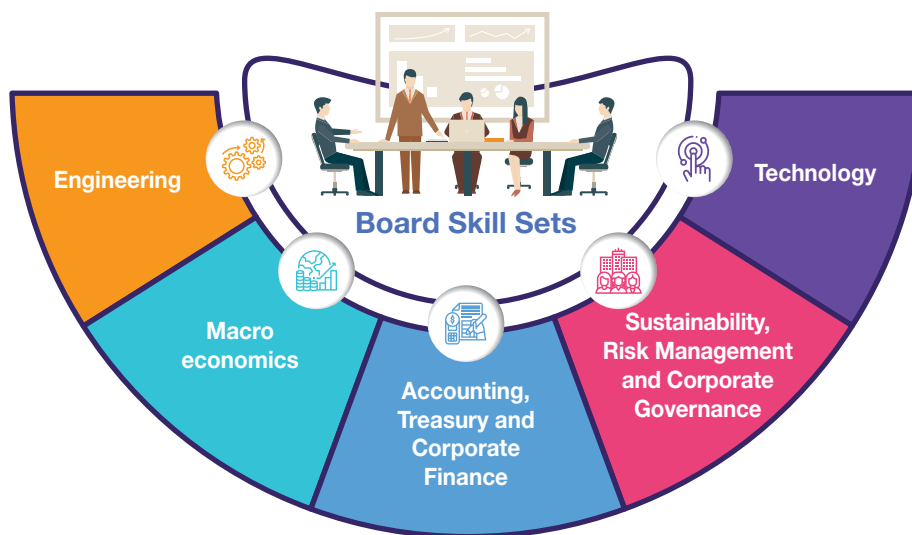 Board Skill Sets
Engineering
Macro
economics
Accounting,
Treasury and
Corporate
Finance
Sustainability,
Risk Management
and Corporate
Governance
Technology